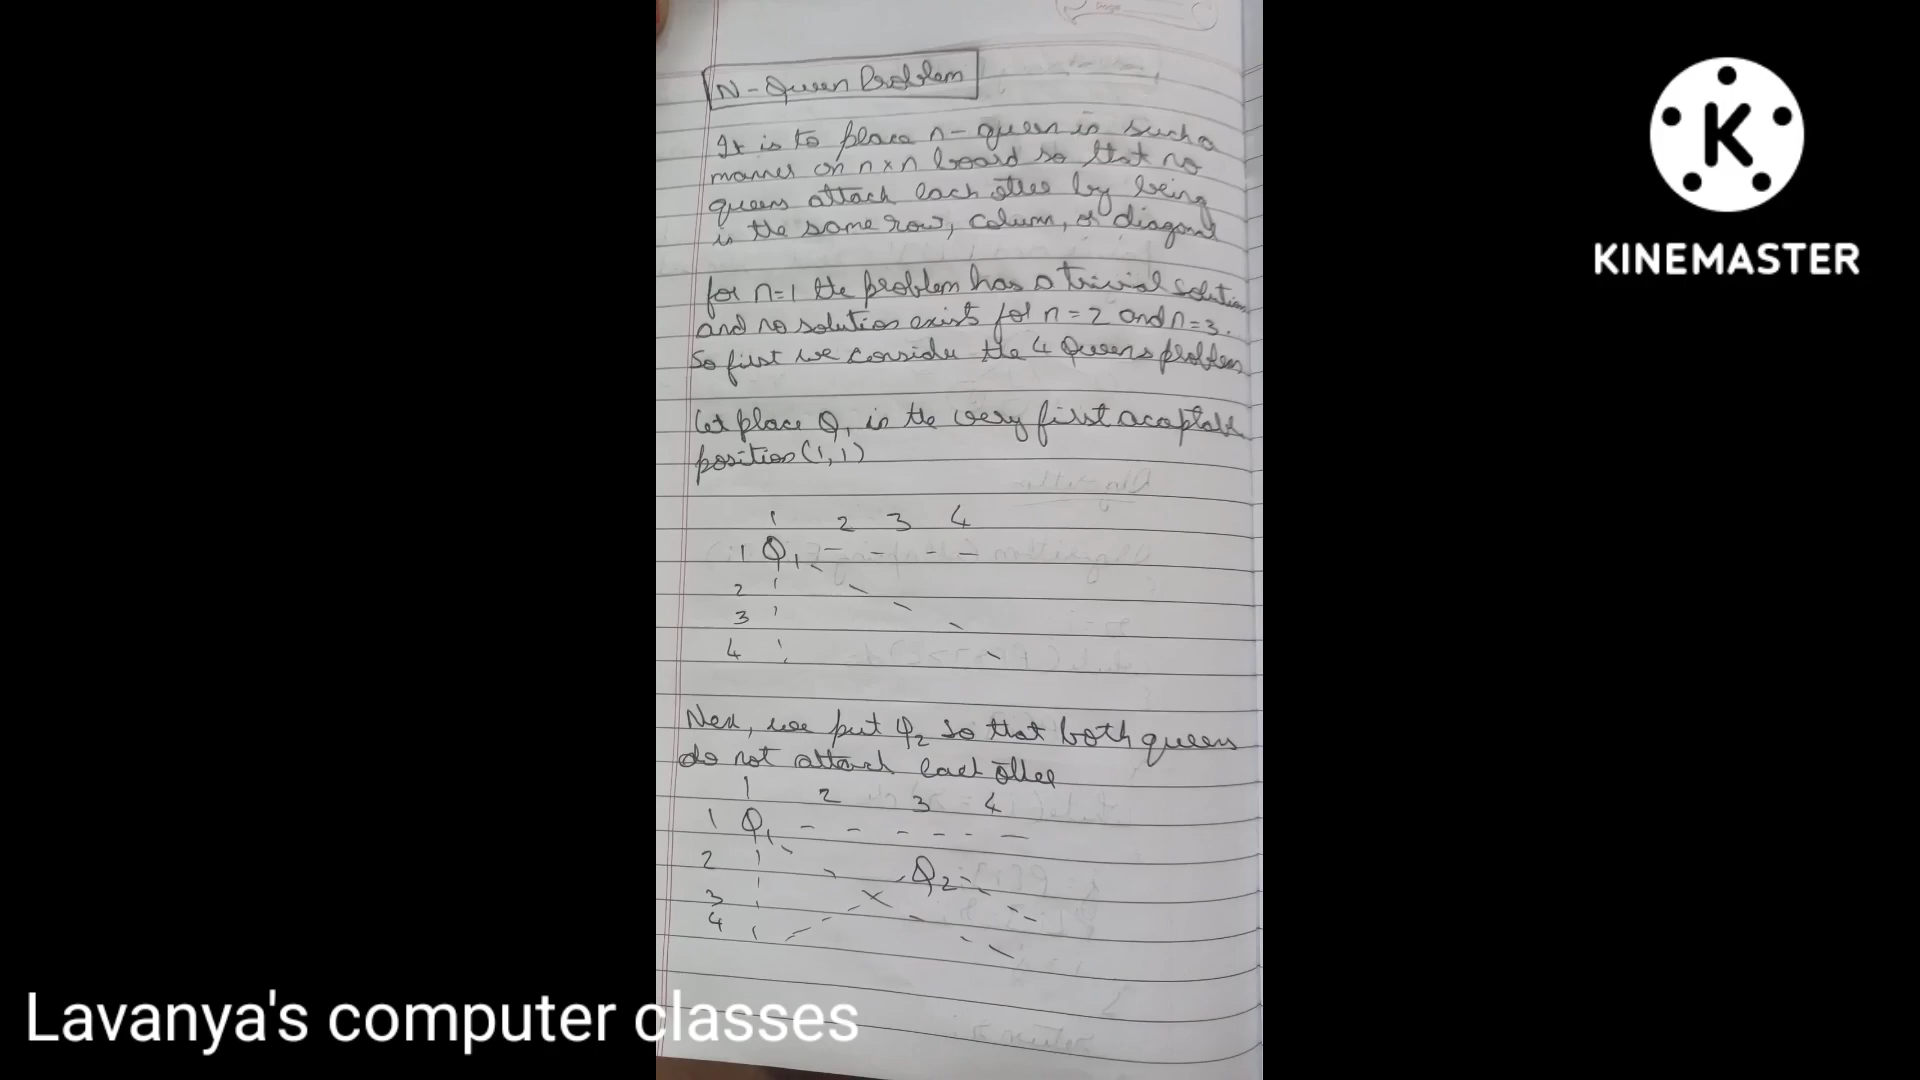 N-Queen Problem
It is to place n-queen in such a
manner on n×n board so that no
queens attack each other by being
in the same row, column, or diagonal
for n=1 the problem has a trivial solution
and no solution exists for n=2 and n=3.
So first we consider the 4 Queens problem
Let place Q1 in the very first acceptable
position (1,1)
1 2 3 4
1 Q1 - - - -
2
3
4
Next, we put Q2 so that both queens
do not attack each other
1 2 3 4
1 Q1 - - - - - -
2 Q2
3 ×
4
K
KINEMASTER
Lavanya's computer classes